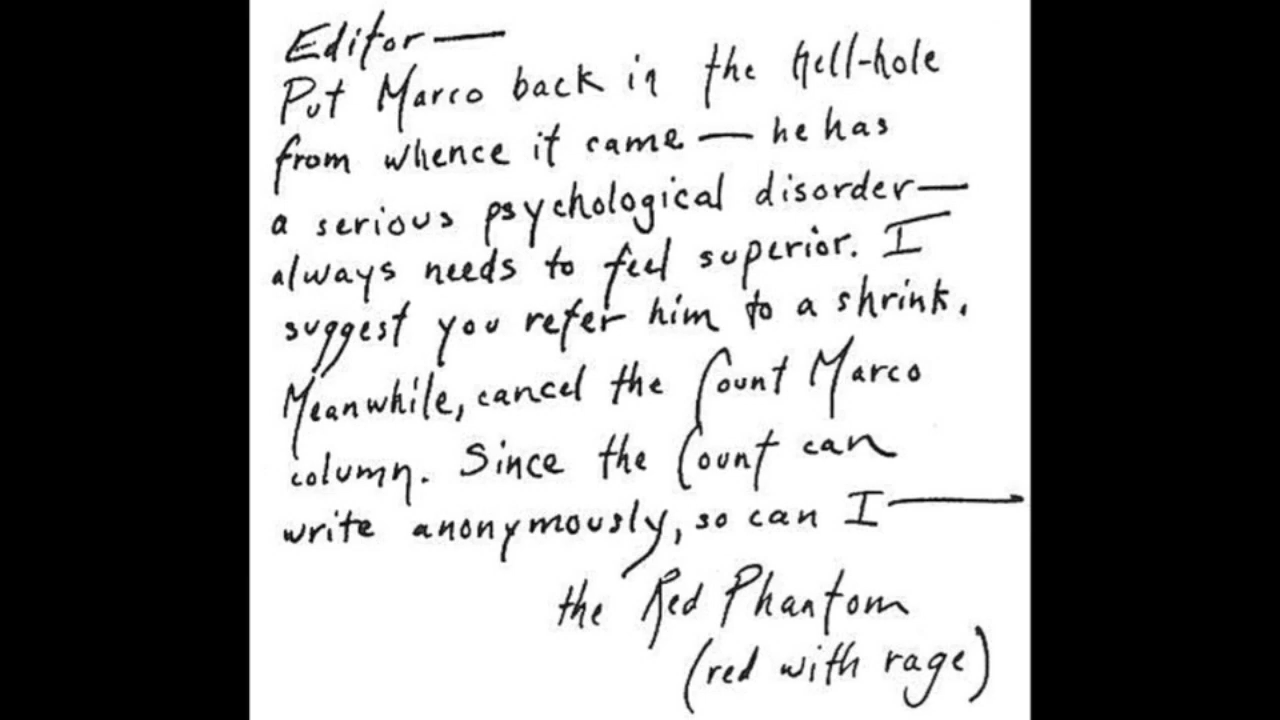 Editor —
Put Marco back in the hell-hole
from whence it came — he has
a serious psychological disorder —
always needs to feel superior. I
suggest you refer him to a shrink.
Meanwhile, cancel the Count Marco
column. Since the Count can
write anonymously, so can I —
the Red Phantom
(red with rage)